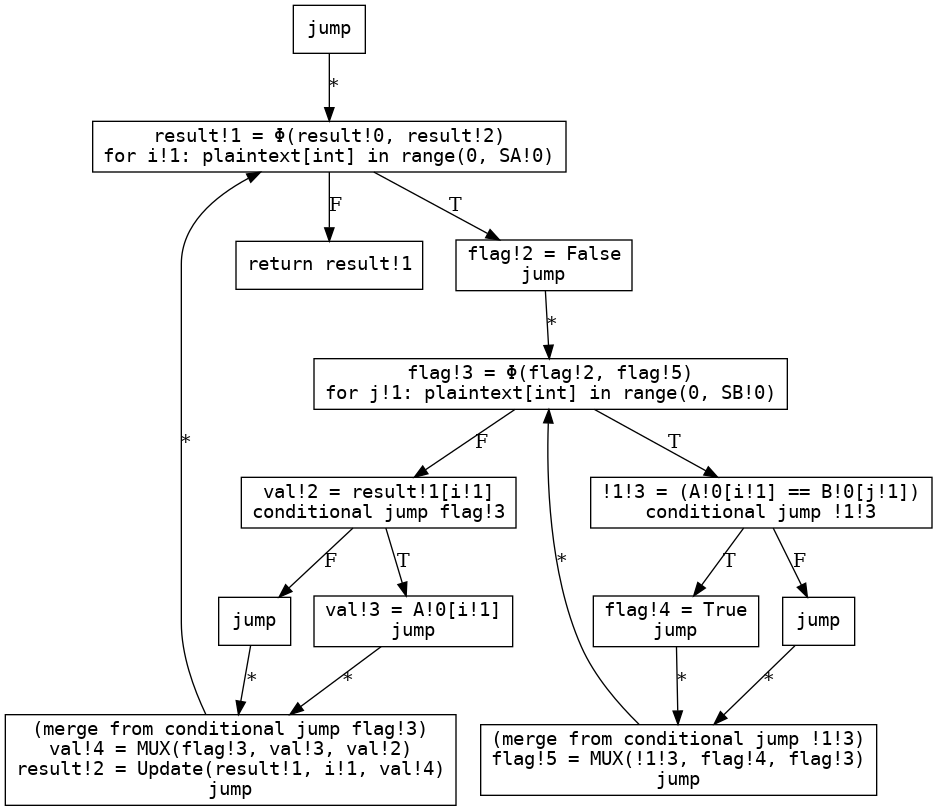 jump
*
result!1 = Φ(result!0, result!2)
for i!1: plaintext[int] in range(0, SA!0)
F
T
return result!1
flag!2 = False
jump
*
flag!3 = Φ(flag!2, flag!5)
for j!1: plaintext[int] in range(0, SB!0)
*
F
T
val!2 = result!1[i!1]
conditional jump flag!3
!1!3 = (A!0[i!1] == B!0[j!1])
conditional jump !1!3
F
T
*
T
F
jump
val!3 = A!0[i!1]
jump
flag!4 = True
jump
jump
*
*
*
*
(merge from conditional jump flag!3)
val!4 = MUX(flag!3, val!3, val!2)
result!2 = Update(result!1, i!1, val!4)
jump
(merge from conditional jump !1!3)
flag!5 = MUX(!1!3, flag!4, flag!3)
jump